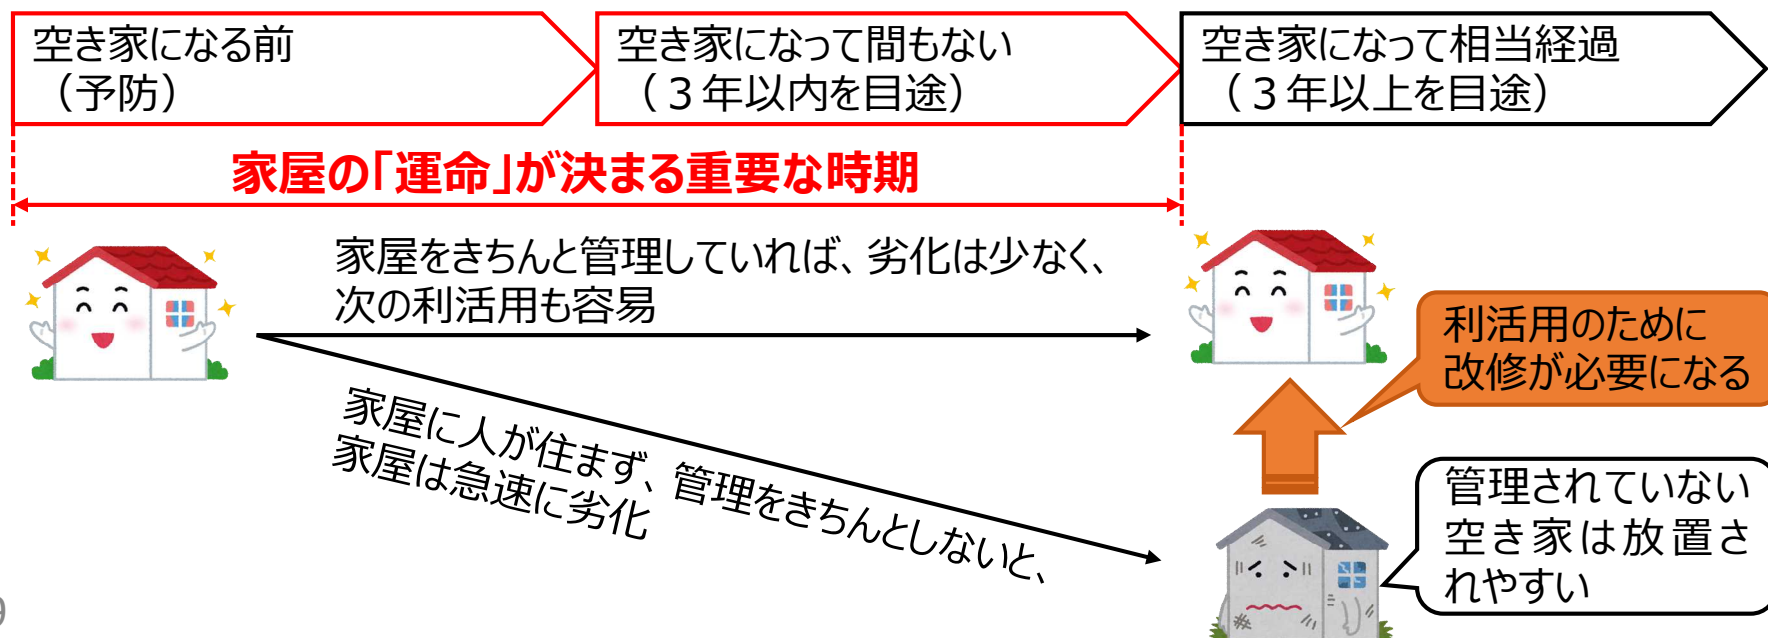 空き家になる前
（予防）
空き家になって間もない
（３年以内を目途）
空き家になって相当経過
（３年以上を目途）
家屋の｢運命｣が決まる重要な時期
家屋をきちんと管理していれば、劣化は少なく、
次の利活用も容易
利活用のために
改修が必要になる
家屋に人が住まず、管理をきちんとしないと、
家屋は急速に劣化
管理されていない
空き家は放置さ
れやすい